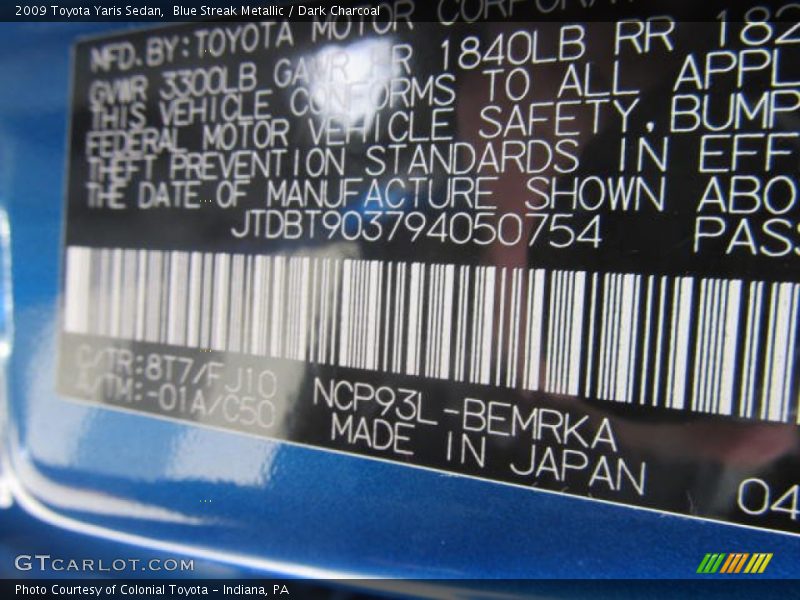 2009 Toyota Yaris Sedan,  Blue Streak Metallic / Dark Charcoal
MFD. BY: TOYOTA MOTOR CORPORA
GVWR 3300LB GAWR FR 1840LB RR 182
THIS VEHICLE CONFORMS TO ALL APPL
FEDERAL MOTOR VEHICLE SAFETY, BUMP
THEFT PREVENTION STANDARDS IN EFF
THE DATE OF MANUFACTURE SHOWN ABO
JTDBT903794050754 PASS
C/TR: 8T7/FJ10
A/TM: -01A/C50
NCP93L-BEMRKA
MADE IN JAPAN
04
GTCARLOT.COM
Photo Courtesy of Colonial Toyota - Indiana, PA